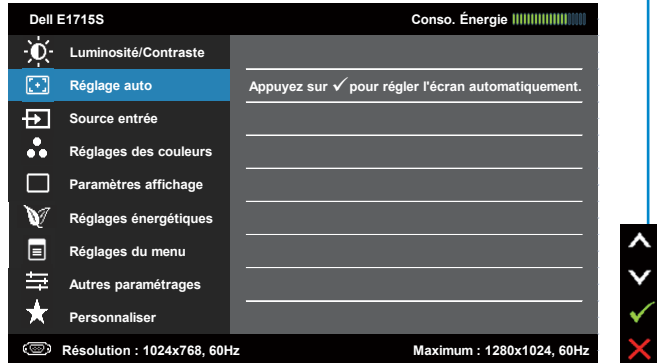 Dell E1715S
Conso. Énergie
Luminosité/Contraste
Réglage auto
Appuyez sur ✓ pour régler l'écran automatiquement.
Source entrée
Réglages des couleurs
Paramètres affichage
Réglages énergétiques
Réglages du menu
Autres paramétrages
Personnaliser
Résolution : 1024x768, 60Hz
Maximum : 1280x1024, 60Hz